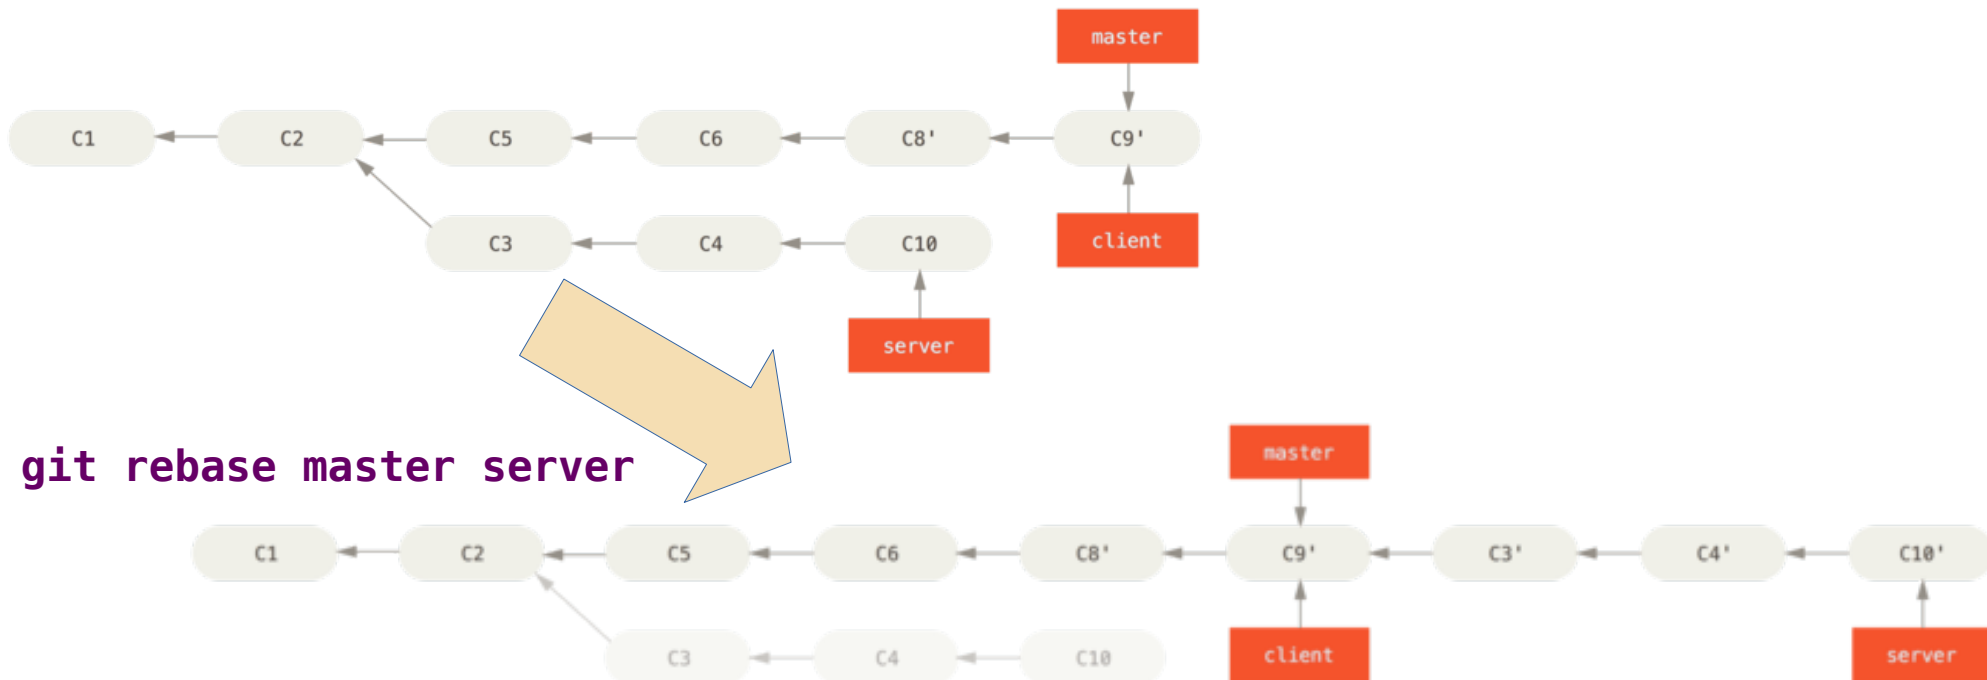 master
C1 C2 C5 C6 C8' C9'
C3 C4 C10 client
server
git rebase master server
master
C1 C2 C5 C6 C8' C9' C3' C4' C10'
C3 C4 C10 client server